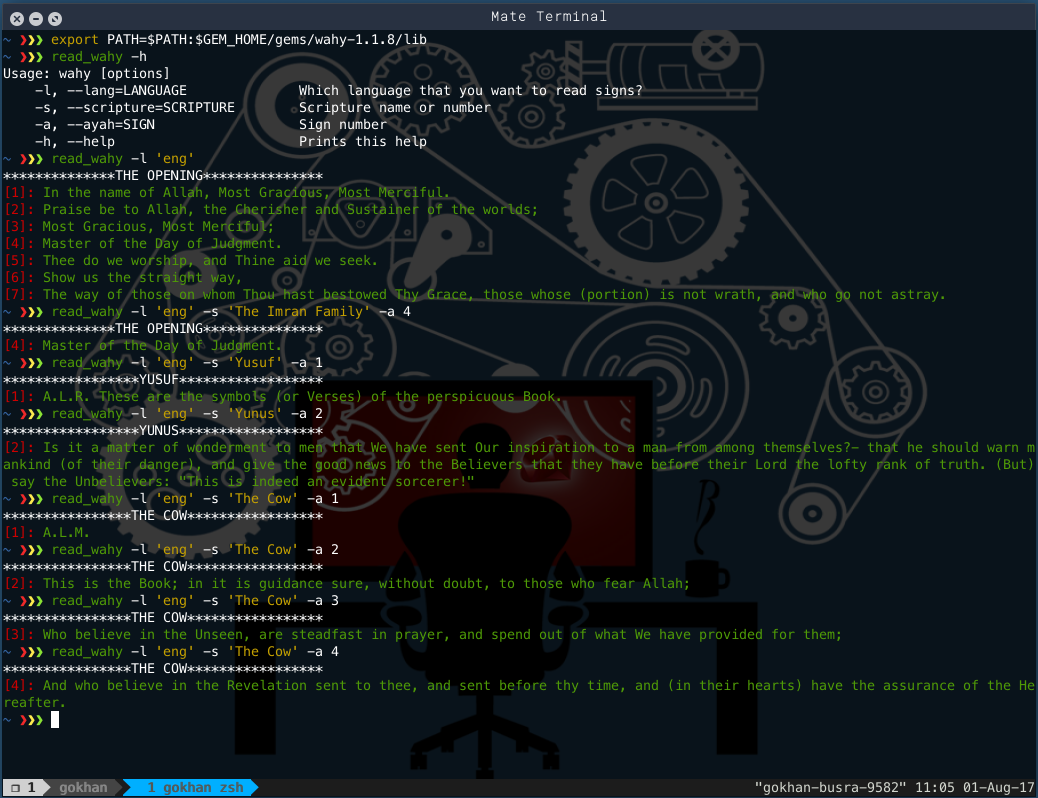 Mate Terminal
~ ❯❯❯ export PATH=$PATH:$GEM_HOME/gems/wahy-1.1.8/lib
~ ❯❯❯ read_wahy -h
Usage: wahy [options]
    -l, --lang=LANGUAGE              Which language that you want to read signs?
    -s, --scripture=SCRIPTURE        Scripture name or number
    -a, --ayah=SIGN                  Sign number
    -h, --help                       Prints this help
~ ❯❯❯ read_wahy -l 'eng'
**************THE OPENING***************
[1]: In the name of Allah, Most Gracious, Most Merciful.
[2]: Praise be to Allah, the Cherisher and Sustainer of the worlds;
[3]: Most Gracious, Most Merciful;
[4]: Master of the Day of Judgment.
[5]: Thee do we worship, and Thine aid we seek.
[6]: Show us the straight way,
[7]: The way of those on whom Thou hast bestowed Thy Grace, those whose (portion) is not wrath, and who go not astray.
~ ❯❯❯ read_wahy -l 'eng' -s 'The Imran Family' -a 4
**************THE OPENING***************
[4]: Master of the Day of Judgment.
~ ❯❯❯ read_wahy -l 'eng' -s 'Yusuf' -a 1
*****************YUSUF******************
[1]: A.L.R. These are the symbols (or Verses) of the perspicuous Book.
~ ❯❯❯ read_wahy -l 'eng' -s 'Yunus' -a 2
*****************YUNUS******************
[2]: Is it a matter of wonderment to men that We have sent Our inspiration to a man from among themselves?- that he should warn m
ankind (of their danger), and give the good news to the Believers that they have before their Lord the lofty rank of truth. (But)
 say the Unbelievers: "This is indeed an evident sorcerer!"
~ ❯❯❯ read_wahy -l 'eng' -s 'The Cow' -a 1
****************THE COW*****************
[1]: A.L.M.
~ ❯❯❯ read_wahy -l 'eng' -s 'The Cow' -a 2
****************THE COW*****************
[2]: This is the Book; in it is guidance sure, without doubt, to those who fear Allah;
~ ❯❯❯ read_wahy -l 'eng' -s 'The Cow' -a 3
****************THE COW*****************
[3]: Who believe in the Unseen, are steadfast in prayer, and spend out of what We have provided for them;
~ ❯❯❯ read_wahy -l 'eng' -s 'The Cow' -a 4
****************THE COW*****************
[4]: And who believe in the Revelation sent to thee, and sent before thy time, and (in their hearts) have the assurance of the He
reafter.
~ ❯❯❯
❐ 1 gokhan 1 gokhan zsh "gokhan-busra-9582" 11:05 01-Aug-17